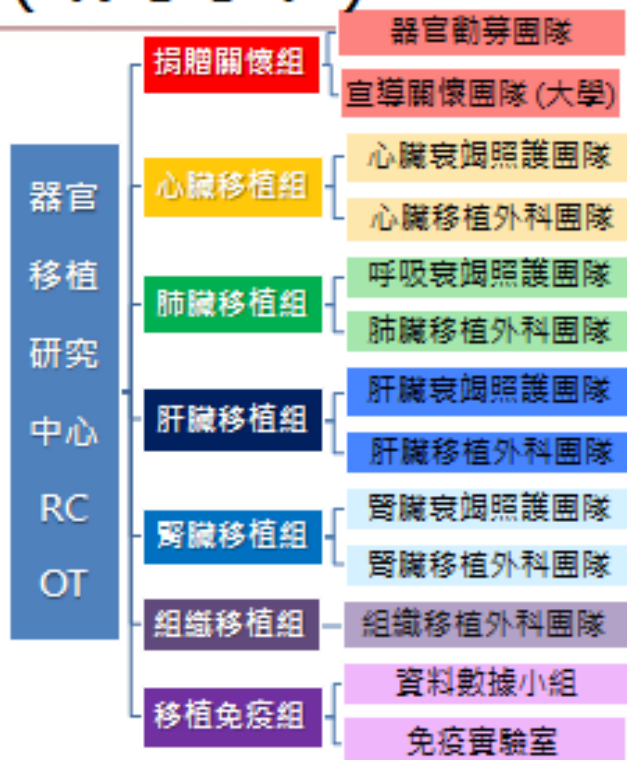 器官
移植
研究
中心
RC
OT
捐贈關懷組
器官勸募團隊
宣導關懷團隊(大學)
心臟移植組
心臟衰竭照護團隊
心臟移植外科團隊
肺臟移植組
呼吸衰竭照護團隊
肺臟移植外科團隊
肝臟移植組
肝臟衰竭照護團隊
肝臟移植外科團隊
腎臟移植組
腎臟衰竭照護團隊
腎臟移植外科團隊
組織移植組
組織移植外科團隊
移植免疫組
資料數據小組
免疫實驗室